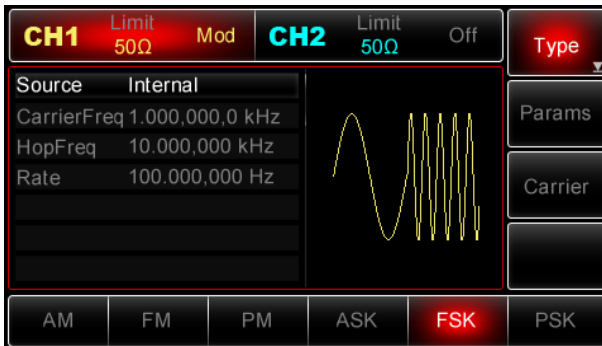 CH1 Limit 50Ω Mod CH2 Limit 50Ω Off
Type
Source Internal
CarrierFreq 1.000,000,0 kHz
HopFreq 10.000,000 kHz
Rate 100.000,000 Hz
Params
Carrier
AM FM PM ASK FSK PSK